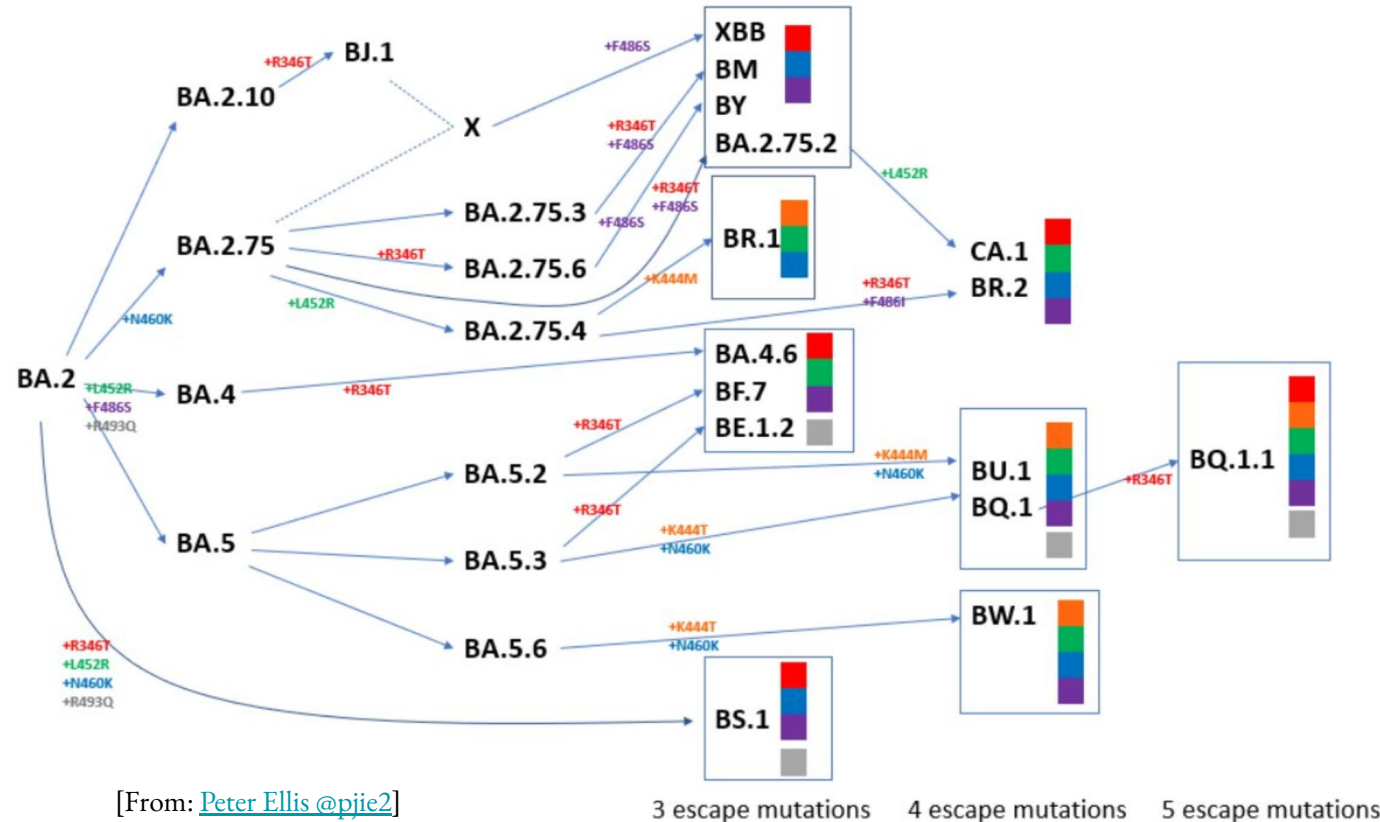 BA.2
BA.2.10
+R346T
BJ.1
X
+F486S
XBB
BM
BY
BA.2.75.2
+L452R
+N460K
BA.2.75
BA.2.75.3
+R346T
+F486S
+R346T
BA.2.75.6
+F486S
+R346T
+F486S
+L452R
BA.2.75.4
+K444M
BR.1
+R346T
+F486I
CA.1
BR.2
+L452R
+F486S
+R493Q
BA.4
+R346T
BA.4.6
BF.7
BE.1.2
BA.5
BA.5.2
+R346T
+K444M
+N460K
BA.5.3
+R346T
+K444T
+N460K
BU.1
BQ.1
+R346T
BQ.1.1
BA.5.6
+K444T
+N460K
BW.1
+R346T
+L452R
+N460K
+R493Q
BS.1
[From: Peter Ellis @pjie2]
3 escape mutations
4 escape mutations
5 escape mutations